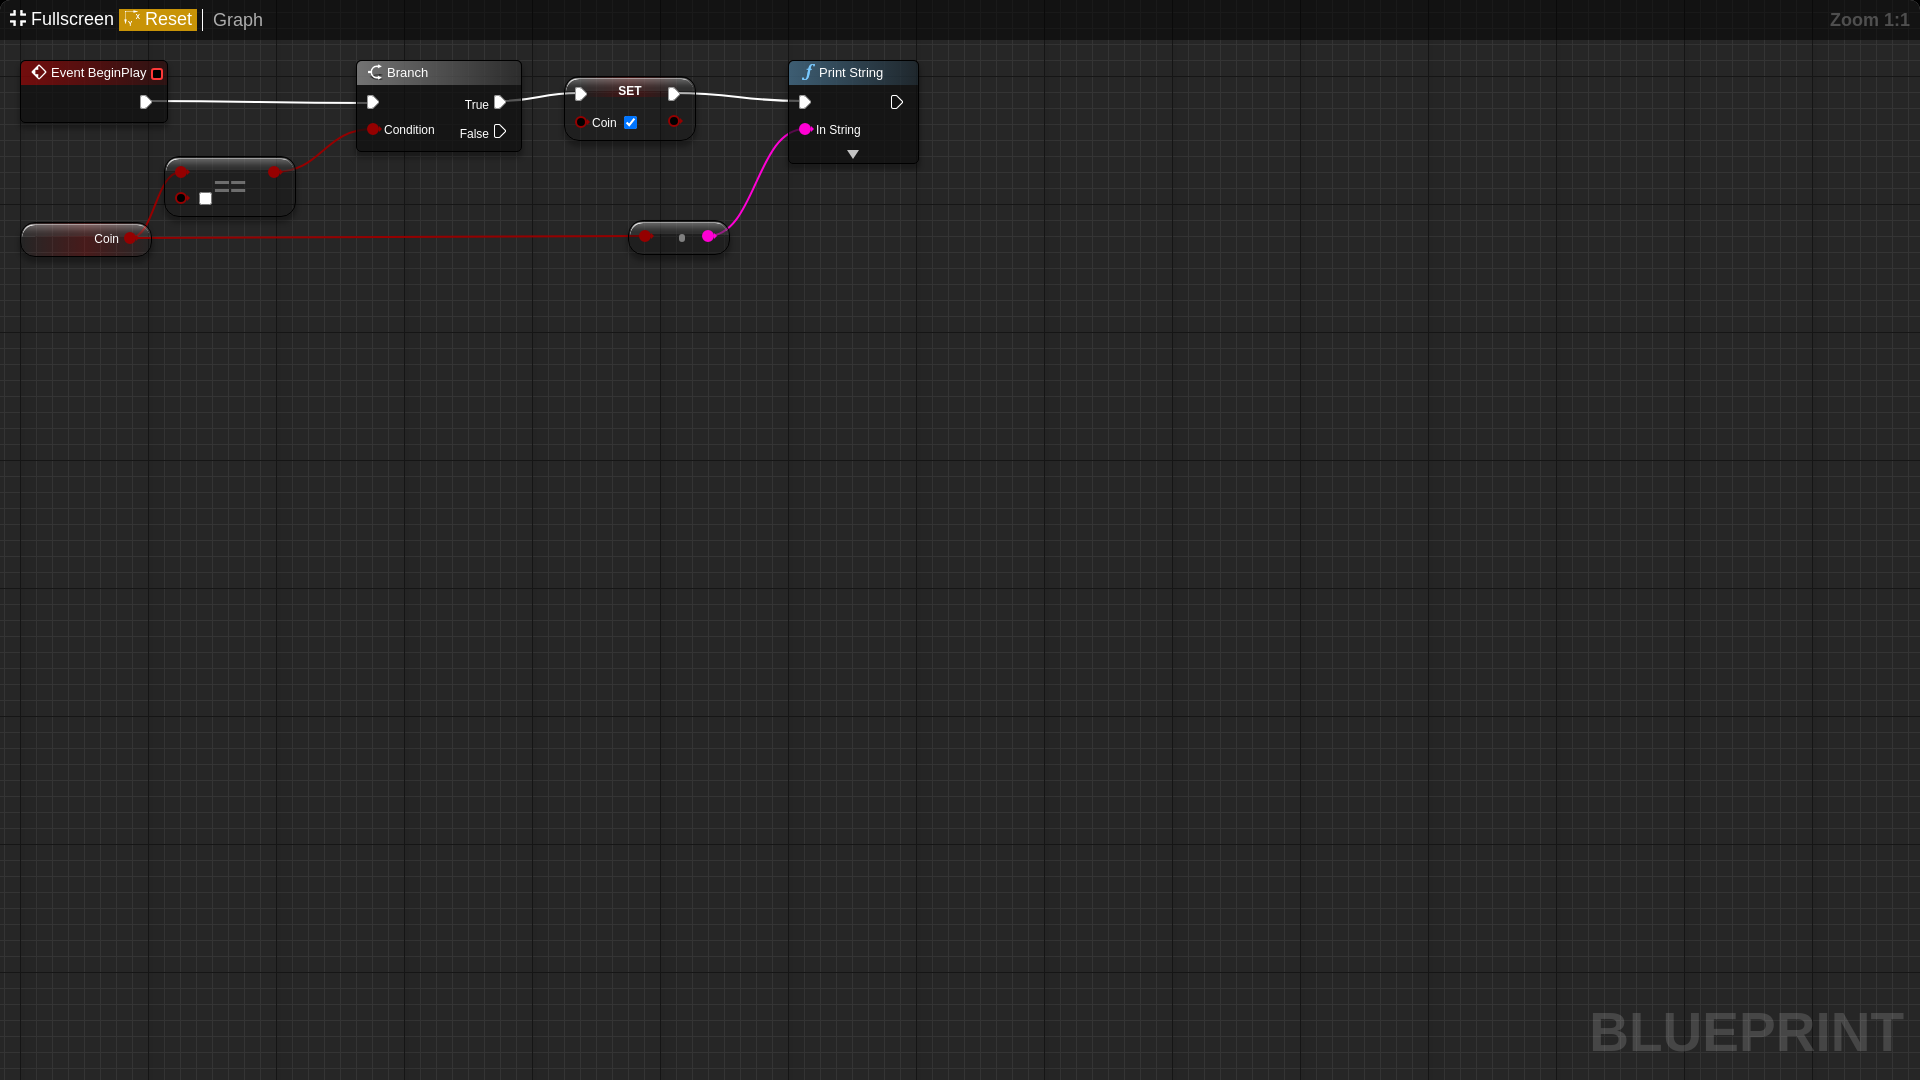 Fullscreen Reset Graph Zoom 1:1
Event BeginPlay
Branch
True
Condition
False
SET
Coin
Print String
In String
==
Coin
BLUEPRINT